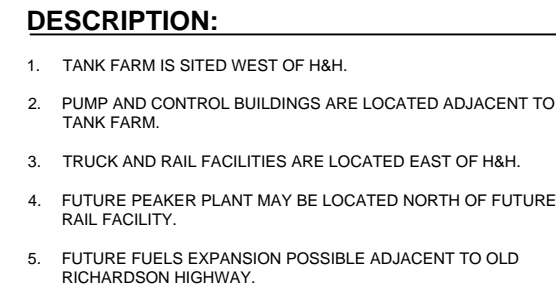 DESCRIPTION:
1. TANK FARM IS SITED WEST OF H&H.
2. PUMP AND CONTROL BUILDINGS ARE LOCATED ADJACENT TO
TANK FARM.
3. TRUCK AND RAIL FACILITIES ARE LOCATED EAST OF H&H.
4. FUTURE PEAKER PLANT MAY BE LOCATED NORTH OF FUTURE
RAIL FACILITY.
5. FUTURE FUELS EXPANSION POSSIBLE ADJACENT TO OLD
RICHARDSON HIGHWAY.